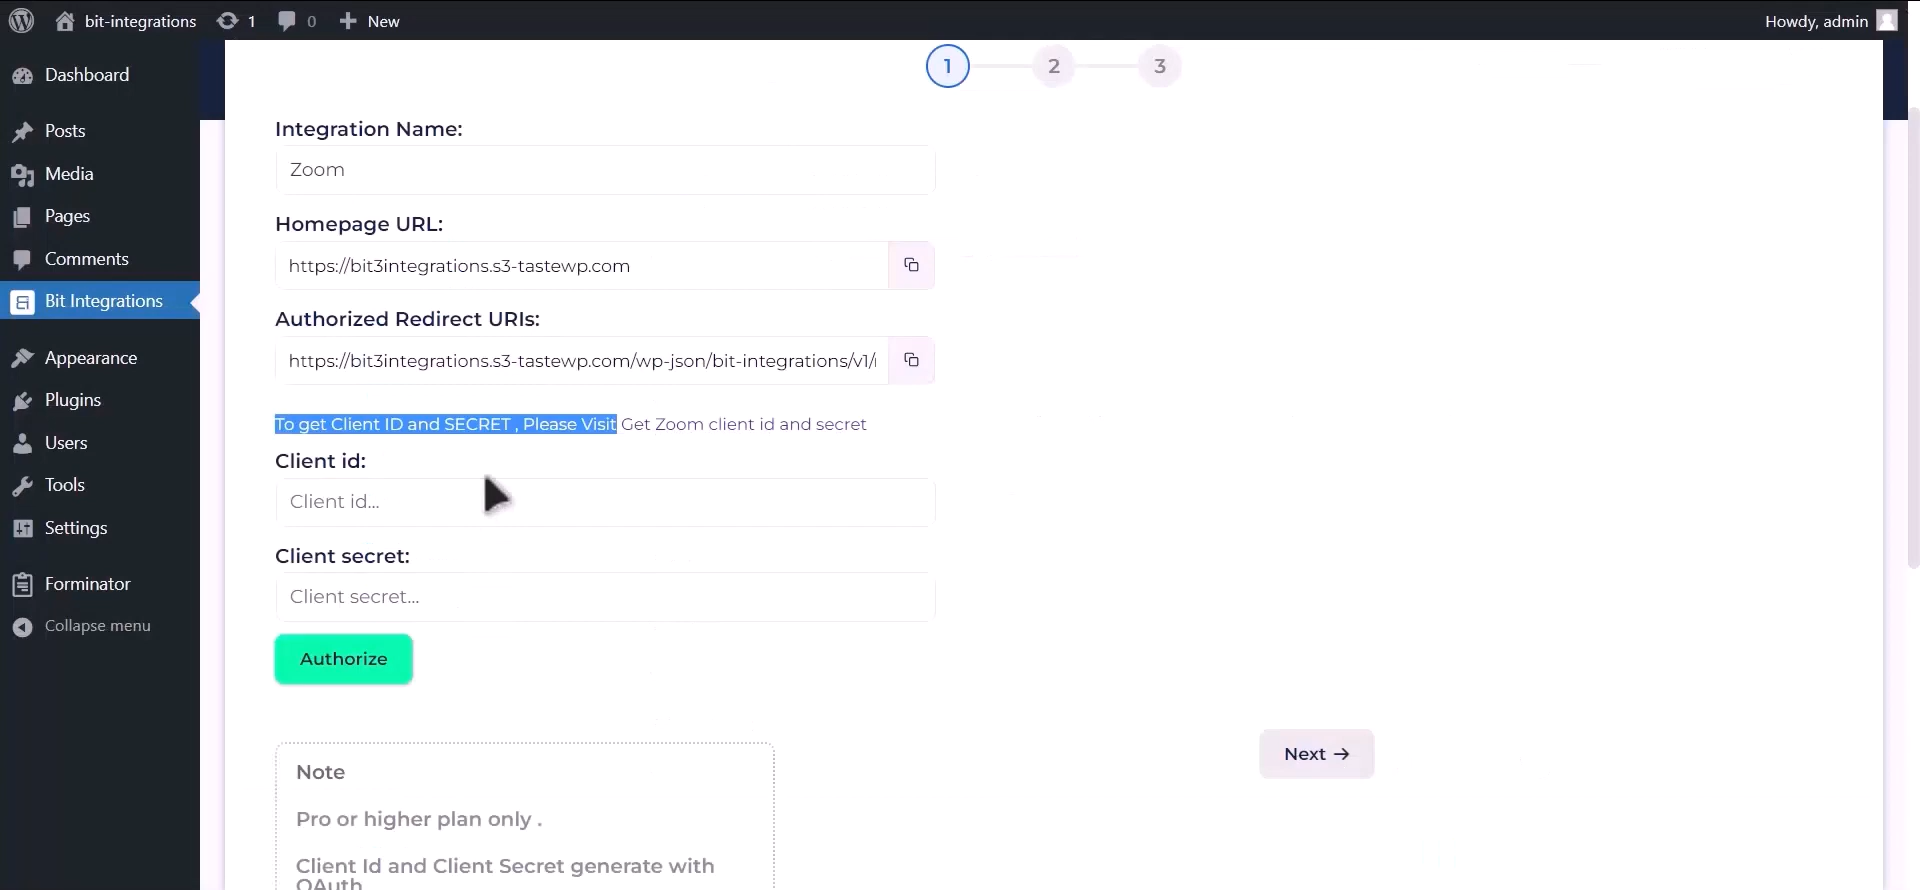 bit-integrations 1 0 New Howdy, admin
Dashboard
Posts
Media
Pages
Comments
Bit Integrations
Appearance
Plugins
Users
Tools
Settings
Forminator
Collapse menu
1 2 3
Integration Name:
Zoom
Homepage URL:
https://bit3integrations.s3-tastewp.com
Authorized Redirect URIs:
https://bit3integrations.s3-tastewp.com/wp-json/bit-integrations/v1/
To get Client ID and SECRET , Please Visit Get Zoom client id and secret
Client id:
Client id...
Client secret:
Client secret...
Authorize
Next →
Note
Pro or higher plan only .
Client Id and Client Secret generate with
OAuth